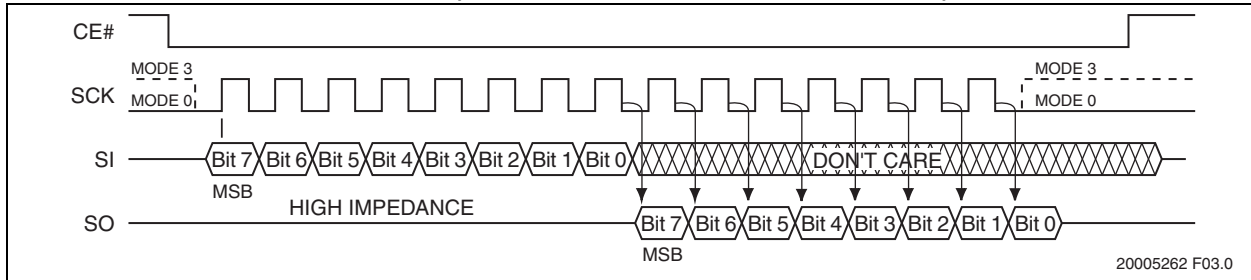 CE#
MODE 3 MODE 3
SCK MODE 0 MODE 0
SI Bit 7 Bit 6 Bit 5 Bit 4 Bit 3 Bit 2 Bit 1 Bit 0 DON'T CARE
MSB
HIGH IMPEDANCE
SO Bit 7 Bit 6 Bit 5 Bit 4 Bit 3 Bit 2 Bit 1 Bit 0
MSB
20005262 F03.0